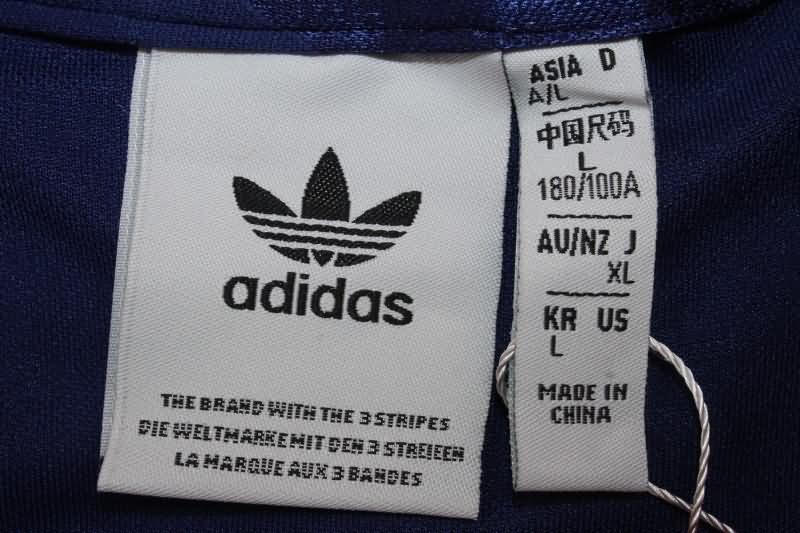 adidas
THE BRAND WITH THE 3 STRIPES
DIE WELTMARKE MIT DEN 3 STREIEEN
LA MARQUE AUX 3 BANDES
ASIA D
A/L
中国尺码
L
180/100A
AU/NZ J
XL
KR US
L
MADE IN
CHINA